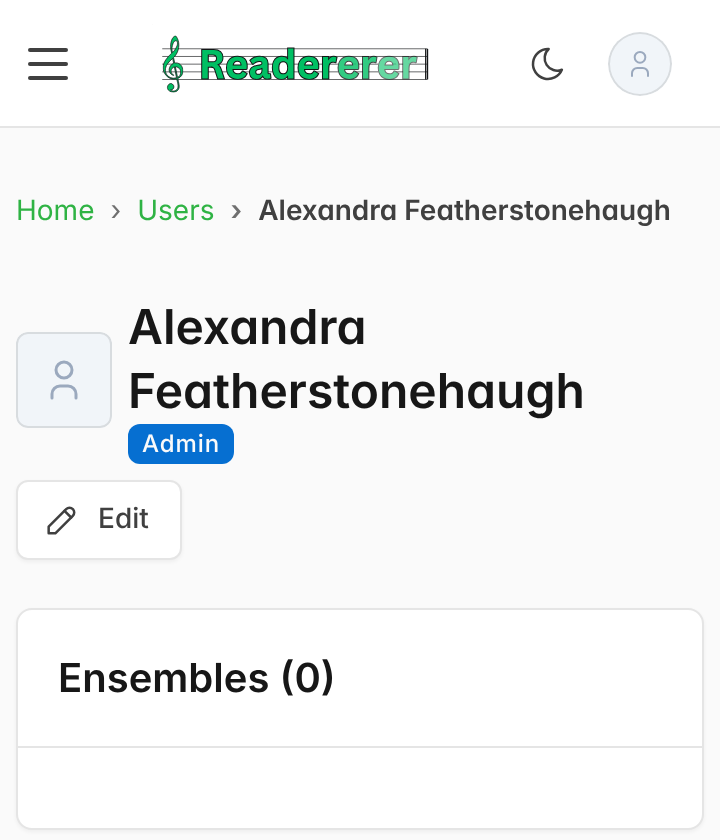 Readererer
Home › Users › Alexandra Featherstonehaugh
Alexandra
Featherstonehaugh
Admin
Edit
Ensembles (0)